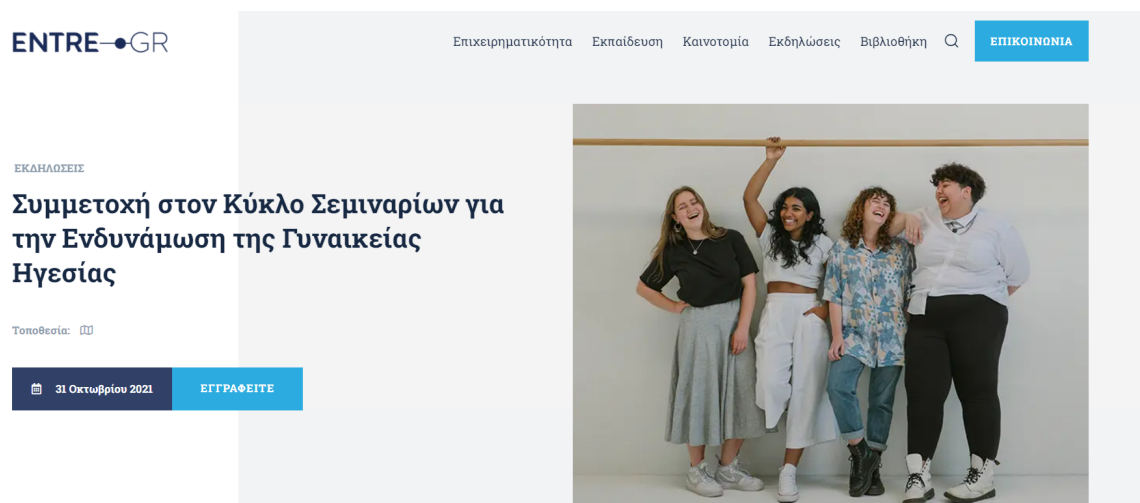 ENTRE GR
Επιχειρηματικότητα Εκπαίδευση Καινοτομία Εκδηλώσεις Βιβλιοθήκη ΕΠΙΚΟΙΝΩΝΙΑ
ΕΚΔΗΛΩΣΕΙΣ
Συμμετοχή στον Κύκλο Σεμιναρίων για
την Ενδυνάμωση της Γυναικείας
Ηγεσίας
Τοποθεσία:
31 Οκτωβρίου 2021 ΕΓΓΡΑΦΕΙΤΕ